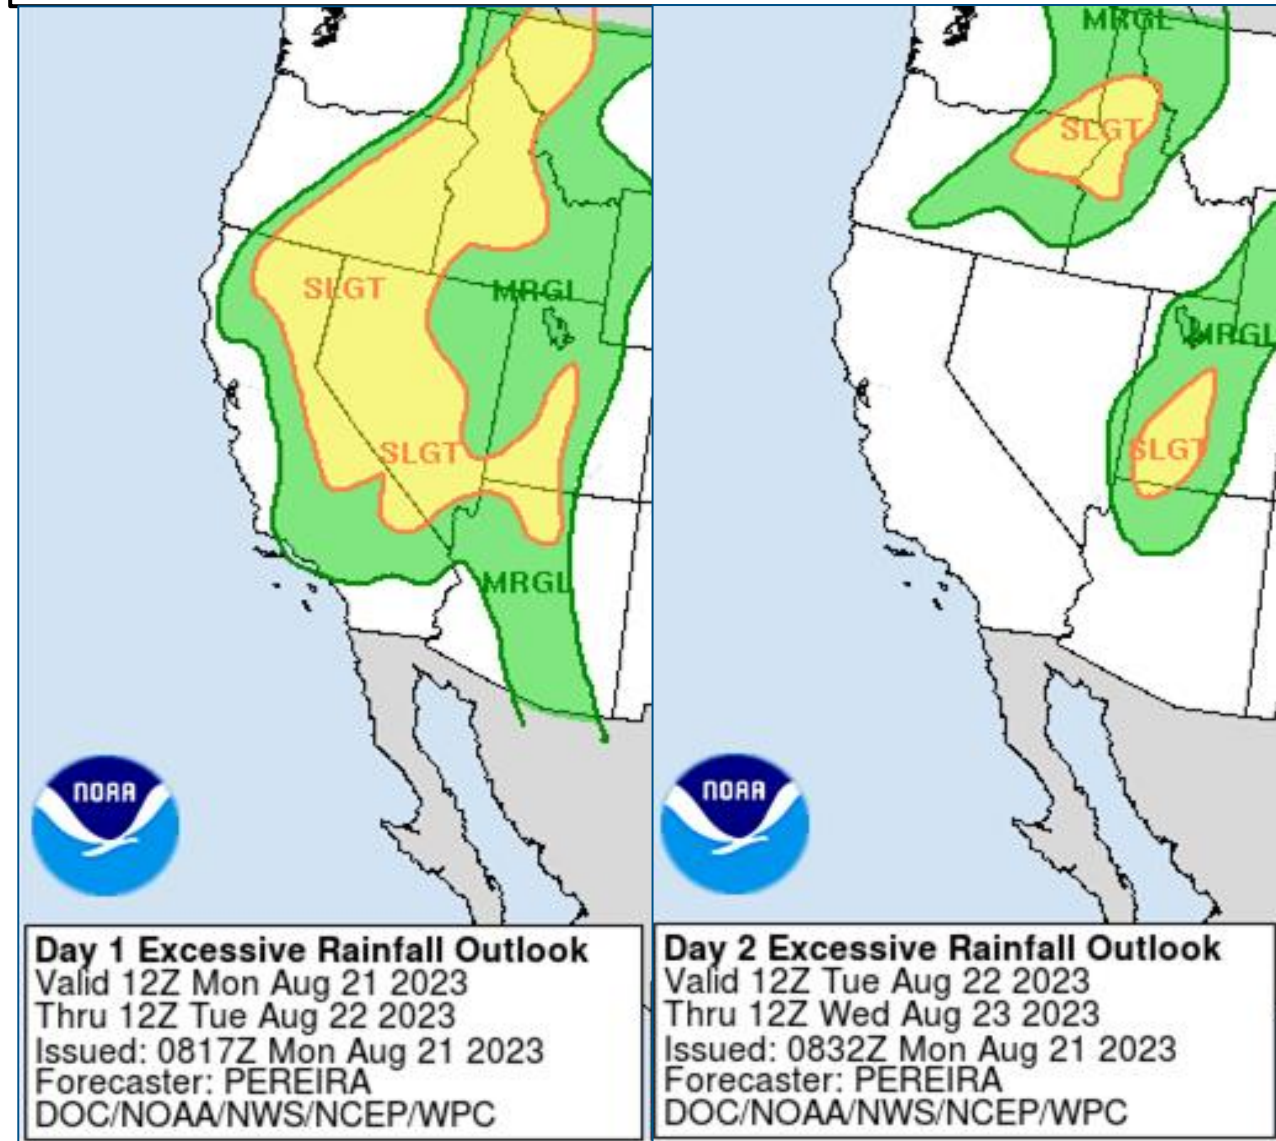 SLGT
MRGL
SLGT
MRGL
NOAA
Day 1 Excessive Rainfall Outlook
Valid 12Z Mon Aug 21 2023
Thru 12Z Tue Aug 22 2023
Issued: 0817Z Mon Aug 21 2023
Forecaster: PEREIRA
DOC/NOAA/NWS/NCEP/WPC
MRGL
SLGT
MRGL
SLGT
NOAA
Day 2 Excessive Rainfall Outlook
Valid 12Z Tue Aug 22 2023
Thru 12Z Wed Aug 23 2023
Issued: 0832Z Mon Aug 21 2023
Forecaster: PEREIRA
DOC/NOAA/NWS/NCEP/WPC